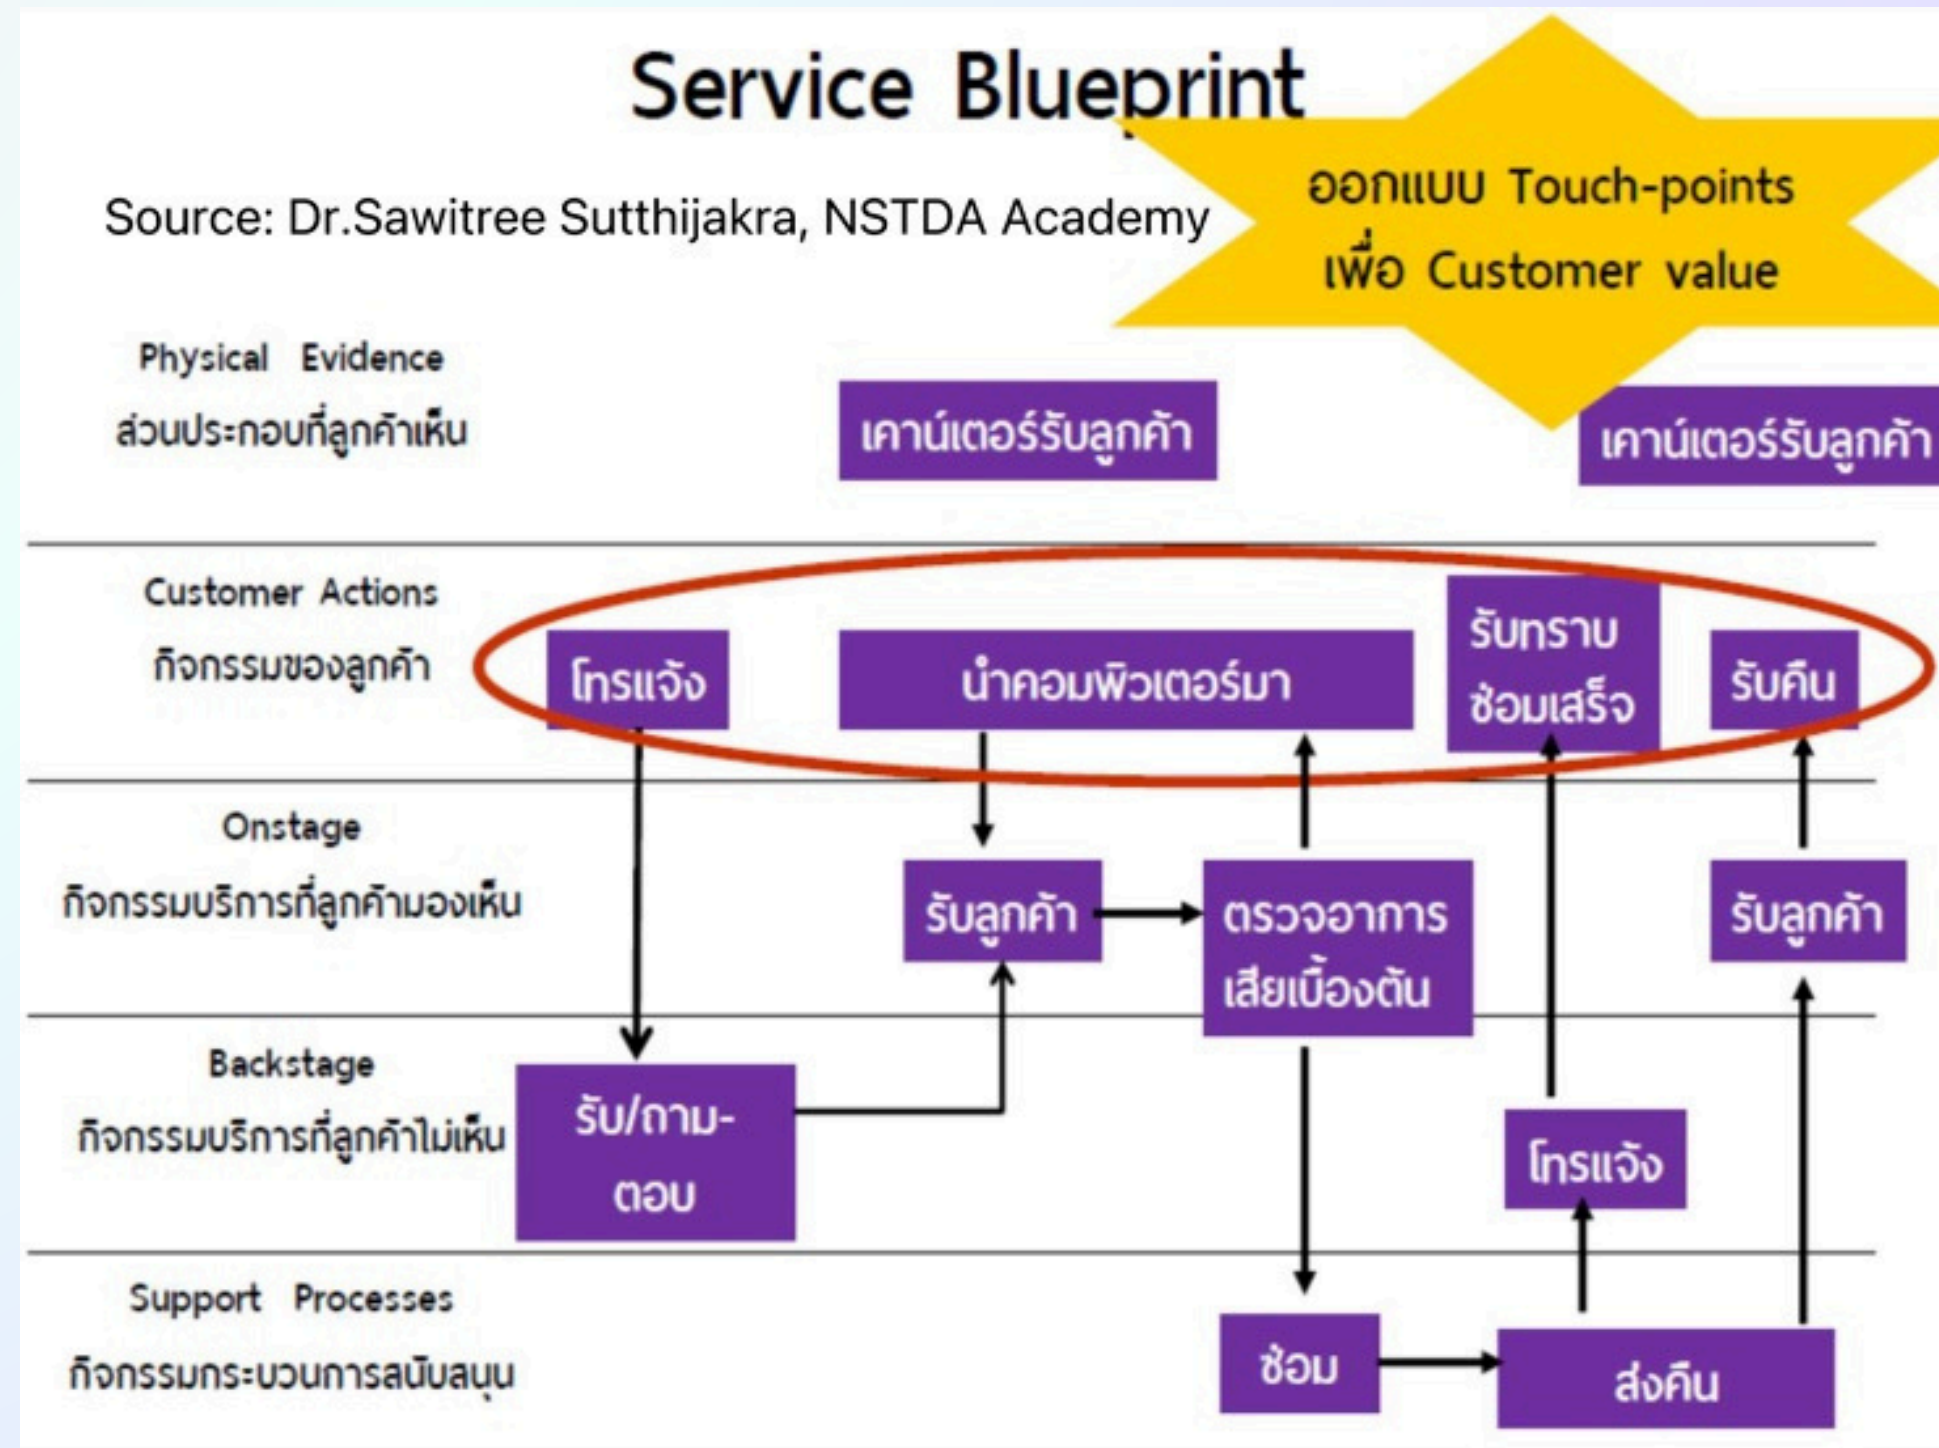 Service Blueprint
Source: Dr.Sawitree Sutthijakra, NSTDA Academy
ออกแบบ Touch-points
เพื่อ Customer value
Physical Evidence
ส่วนประกอบที่ลูกค้าเห็น
เคาน์เตอร์รับลูกค้า
เคาน์เตอร์รับลูกค้า
Customer Actions
กิจกรรมของลูกค้า
โทรแจ้ง
นำคอมพิวเตอร์มา
รับทราบ
ซ่อมเสร็จ
รับคืน
Onstage
กิจกรรมบริการที่ลูกค้ามองเห็น
รับลูกค้า
ตรวจอาการ
เสียเบื้องต้น
รับลูกค้า
Backstage
กิจกรรมบริการที่ลูกค้าไม่เห็น
รับ/ถาม-
ตอบ
โทรแจ้ง
Support Processes
กิจกรรมกระบวนการสนับสนุน
ซ่อม
ส่งคืน